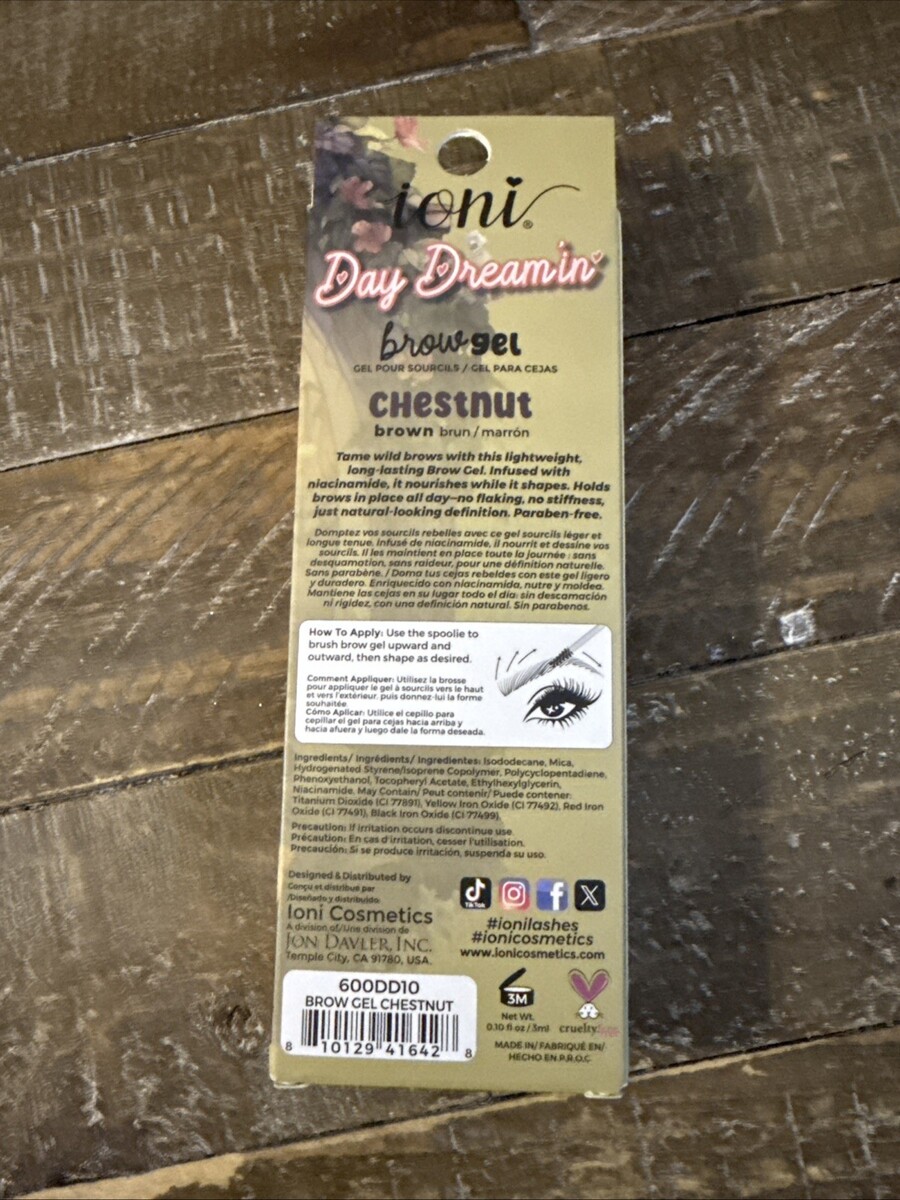 ioni®
Day Dreamin'
brow gel
GEL POUR SOURCILS / GEL PARA CEJAS
CHestnut
brown brun / marrón
Tame wild brows with this lightweight,
long-lasting Brow Gel. Infused with
niacinamide, it nourishes while it shapes. Holds
brows in place all day—no flaking, no stiffness,
just natural-looking definition. Paraben-free.
Domptez vos sourcils rebelles avec ce gel sourcils léger et
longue tenue. Infusé de niacinamide, il nourrit et dessine vos
sourcils. Il les maintient en place toute la journée : sans
desquamation, sans raideur, pour une définition naturelle.
Sans parabène. / Doma tus cejas rebeldes con este gel ligero
y duradero. Enriquecido con niacinamida, nutre y moldea.
Mantiene las cejas en su lugar todo el día: sin descamación
ni rigidez, con una definición natural. Sin parabenos.
How To Apply: Use the spoolie to
brush brow gel upward and
outward, then shape as desired.
Comment Appliquer: Utilisez la brosse
pour appliquer le gel à sourcils vers le haut
et vers l'extérieur, puis donnez-lui la forme
souhaitée.
Cómo Aplicar: Utilice el cepillo para
cepillar el gel para cejas hacia arriba y
hacia afuera y luego dale la forma deseada.
Ingredients/ Ingrédients/ Ingredientes: Isododecane, Mica,
Hydrogenated Styrene/Isoprene Copolymer, Polycyclopentadiene,
Phenoxyethanol, Tocopheryl Acetate, Ethylhexylglycerin,
Niacinamide, May Contain/ Peut contenir/ Puede contener:
Titanium Dioxide (CI 77891), Yellow Iron Oxide (CI 77492), Red Iron
Oxide (CI 77491), Black Iron Oxide (CI 77499).
Precaution: If irritation occurs discontinue use.
Précaution: En cas d'irritation, cesser l'utilisation.
Precaución: Si se produce irritación, suspenda su uso.
Designed & Distributed by
Conçu et distribué par
/Diseñado y distribuido:
Ioni Cosmetics
A division of/Une division de
JON DAVLER, INC.
Temple City, CA 91780, USA.
Tik Tok
#ionilashes
#ionicosmetics
www.ionicosmetics.com
600DD10
BROW GEL CHESTNUT
8 10129 41642 8
3M
Net Wt.
0.10 fl oz / 3ml
crueltyfree
MADE IN/ FABRIQUÉ EN/
HECHO EN P.R.O.C